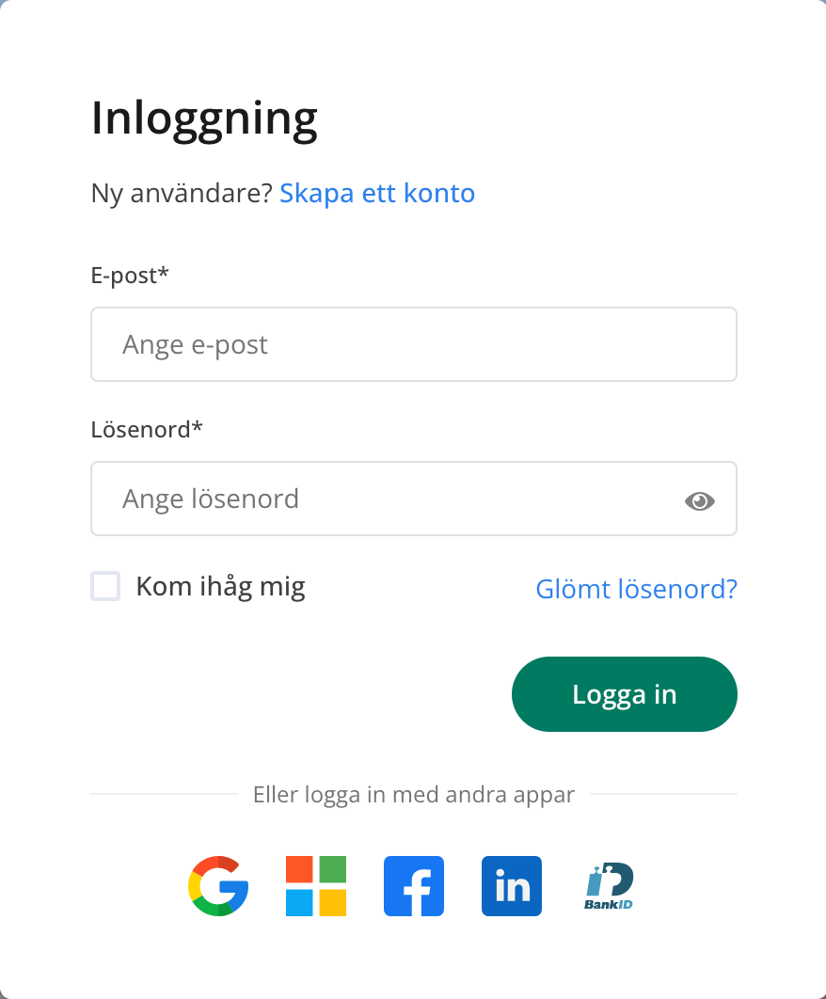 Inloggning
Ny användare? Skapa ett konto
E-post*
Ange e-post
Lösenord*
Ange lösenord
Kom ihåg mig
Glömt lösenord?
Logga in
Eller logga in med andra appar
in
BankID